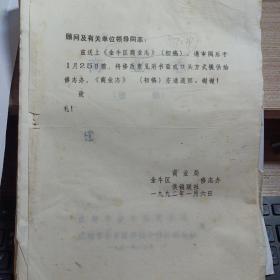 顾问及有关单位领导同志：
兹送上《金牛区商业志》（初稿），请审阅后于
1月25日前，将修改意见用书面或口头方式提供给
修志办，《商业志》（初稿）亦请退回。谢谢！
致
礼！
商业局
金牛区　修志办
供销联社
一九九二年一月六日